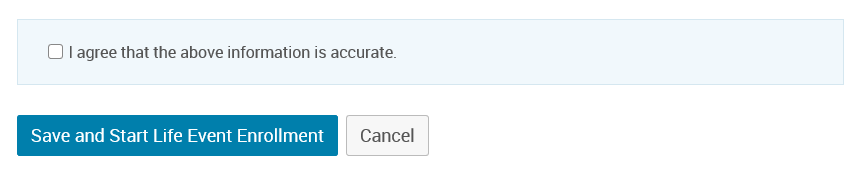 I agree that the above information is accurate.
Save and Start Life Event Enrollment Cancel